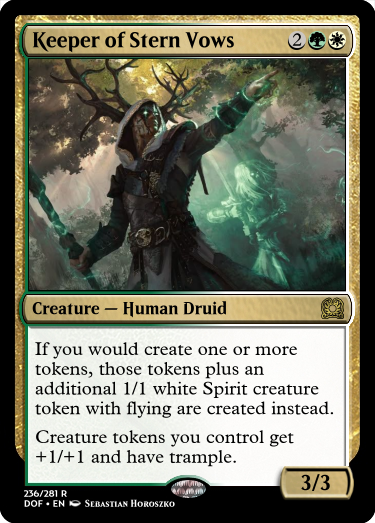 Keeper of Stern Vows 2
Creature — Human Druid
If you would create one or more
tokens, those tokens plus an
additional 1/1 white Spirit creature
token with flying are created instead.
Creature tokens you control get
+1/+1 and have trample.
3/3
236/281 R
DOF • EN Sebastian Horoszko